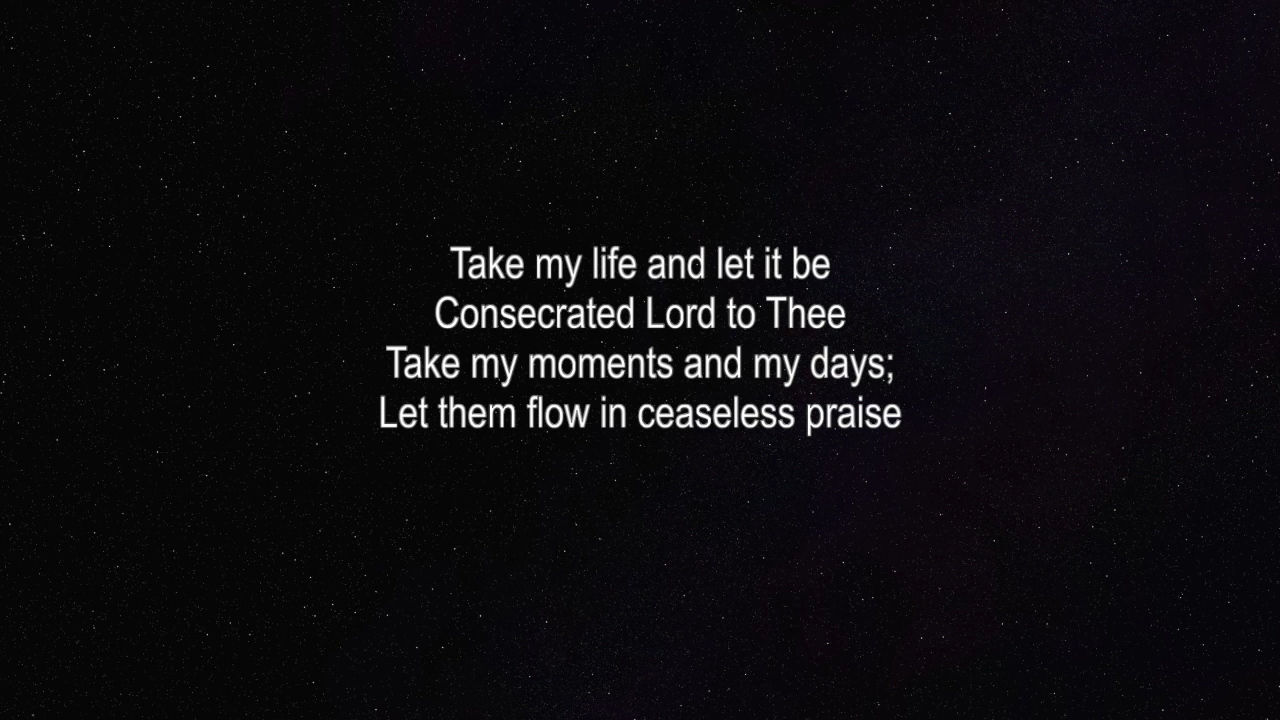 Take my life and let it be
Consecrated Lord to Thee
Take my moments and my days;
Let them flow in ceaseless praise